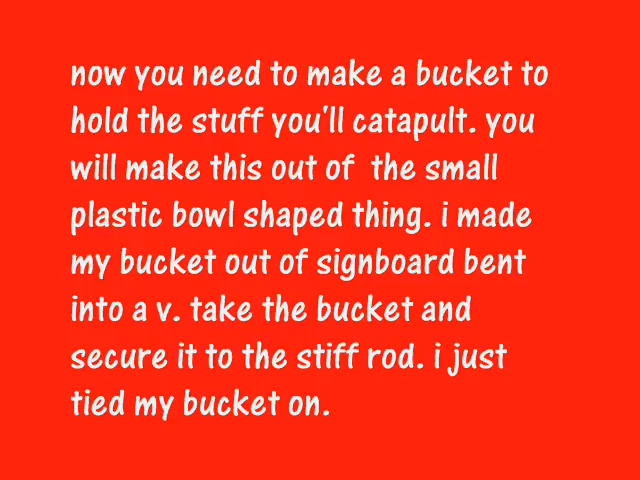 now you need to make a bucket to
hold the stuff you'll catapult. you
will make this out of  the small
plastic bowl shaped thing. i made
my bucket out of signboard bent
into a v. take the bucket and
secure it to the stiff rod. i just
tied my bucket on.